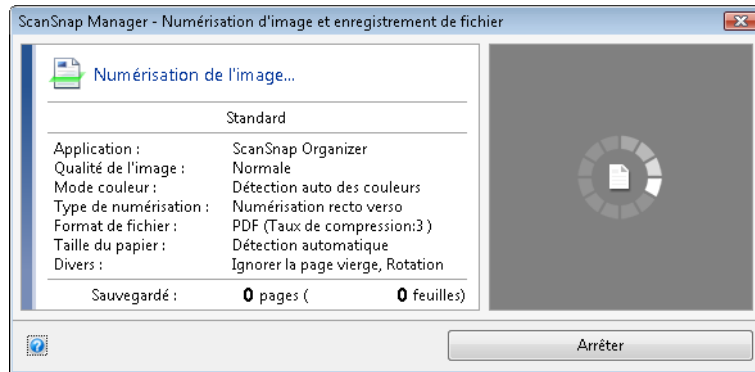 ScanSnap Manager - Numérisation d'image et enregistrement de fichier
Numérisation de l'image...
Standard
Application : ScanSnap Organizer
Qualité de l'image : Normale
Mode couleur : Détection auto des couleurs
Type de numérisation : Numérisation recto verso
Format de fichier : PDF (Taux de compression:3 )
Taille du papier : Détection automatique
Divers : Ignorer la page vierge, Rotation
Sauvegardé : 0 pages ( 0 feuilles)
Arrêter